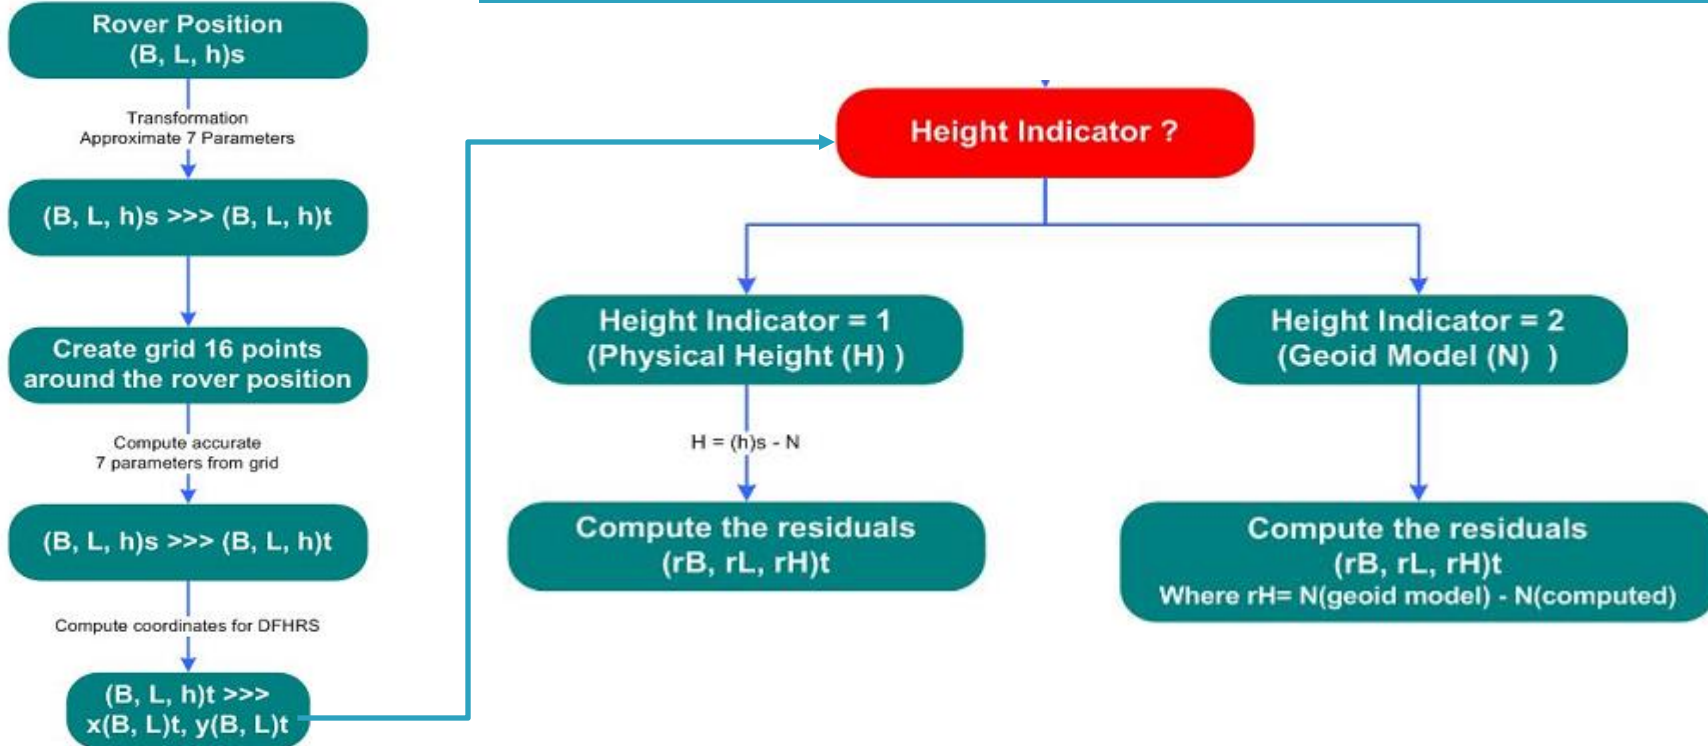 Rover Position
(B, L, h)s
Transformation
Approximate 7 Parameters
(B, L, h)s >>> (B, L, h)t
Create grid 16 points
around the rover position
Compute accurate
7 parameters from grid
(B, L, h)s >>> (B, L, h)t
Compute coordinates for DFHRS
(B, L, h)t >>>
x(B, L)t, y(B, L)t
Height Indicator ?
Height Indicator = 1
(Physical Height (H) )
H = (h)s - N
Compute the residuals
(rB, rL, rH)t
Height Indicator = 2
(Geoid Model (N) )
Compute the residuals
(rB, rL, rH)t
Where rH= N(geoid model) - N(computed)